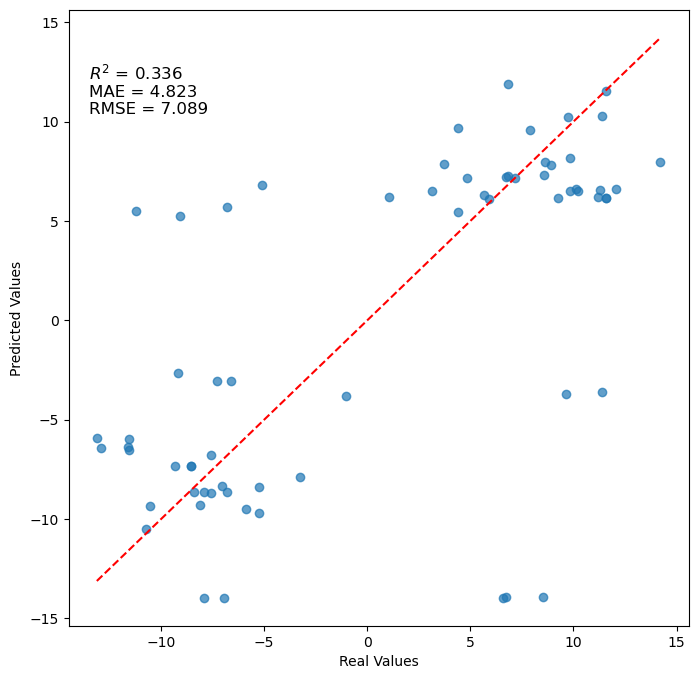 15
10
5
0
−5
−10
−15
Predicted Values
R² = 0.336
MAE = 4.823
RMSE = 7.089
−10 −5 0 5 10 15
Real Values